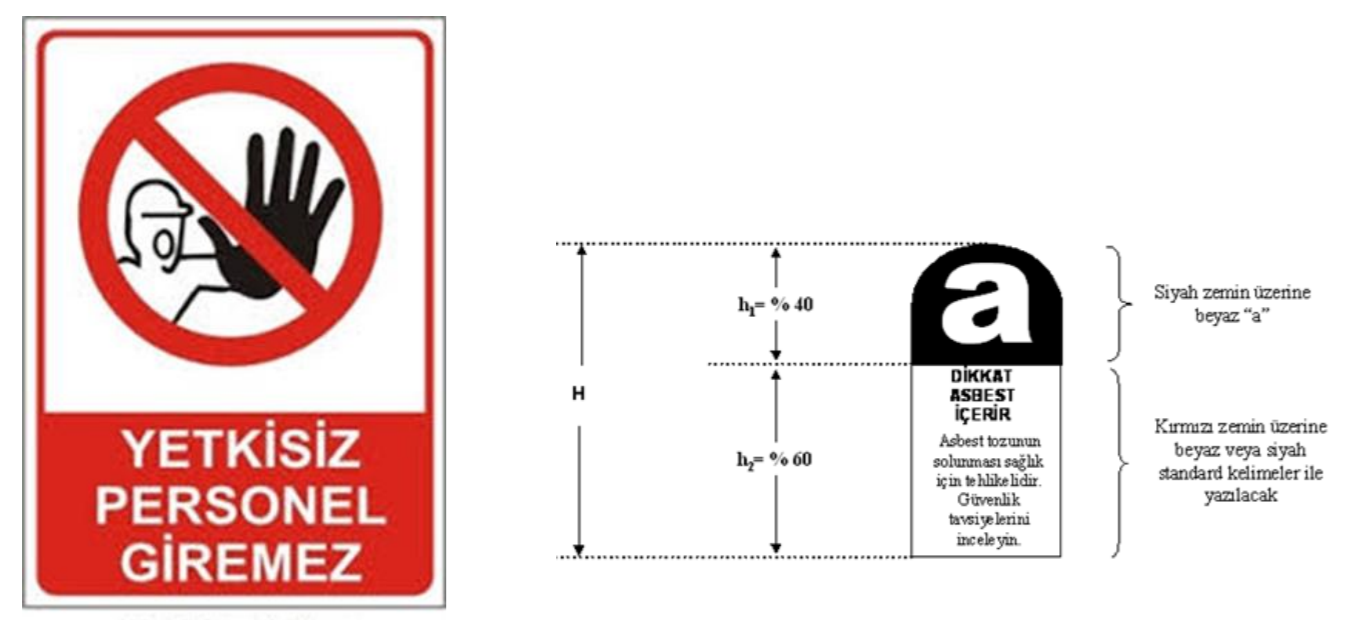 YETKİSİZ
PERSONEL
GİREMEZ
H
h₁= % 40
h₂= % 60
a
DİKKAT
ASBEST
İÇERİR
Asbest tozunun
solunması sağlık
için tehlikelidir.
Güvenlik
tavsiyelerini
inceleyin.
Siyah zemin üzerine
beyaz “a”
Kırmızı zemin üzerine
beyaz veya siyah
standard kelimeler ile
yazılacak